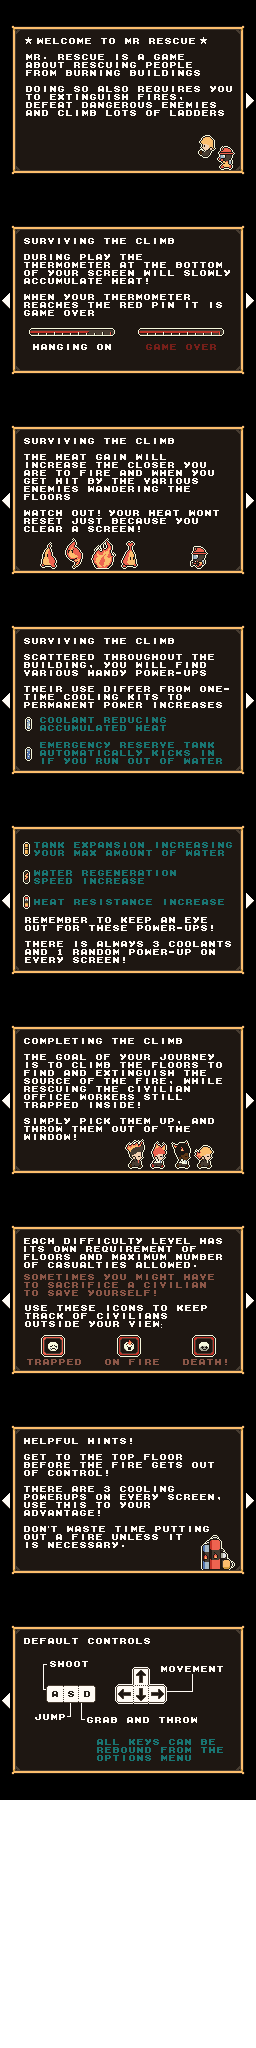 ★WELCOME TO MR RESCUE★
MR. RESCUE IS A GAME
ABOUT RESCUING PEOPLE
FROM BURNING BUILDINGS
DOING SO ALSO REQUIRES YOU
TO EXTINGUISH FIRES,
DEFEAT DANGEROUS ENEMIES
AND CLIMB LOTS OF LADDERS
SURVIVING THE CLIMB
DURING PLAY THE
THERMOMETER AT THE BOTTOM
OF YOUR SCREEN WILL SLOWLY
ACCUMULATE HEAT!
WHEN YOUR THERMOMETER
REACHES THE RED PIN IT IS
GAME OVER
HANGING ON
GAME OVER
SURVIVING THE CLIMB
THE HEAT GAIN WILL
INCREASE THE CLOSER YOU
ARE TO FIRE AND WHEN YOU
GET HIT BY THE VARIOUS
ENEMIES WANDERING THE
FLOORS
WATCH OUT! YOUR HEAT WONT
RESET JUST BECAUSE YOU
CLEAR A SCREEN!
SURVIVING THE CLIMB
SCATTERED THROUGHOUT THE
BUILDING, YOU WILL FIND
VARIOUS HANDY POWER-UPS
THEIR USE DIFFER FROM ONE-
TIME COOLING KITS TO
PERMANENT POWER INCREASES
COOLANT REDUCING
ACCUMULATED HEAT
EMERGENCY RESERVE TANK
AUTOMATICALLY KICKS IN
IF YOU RUN OUT OF WATER
TANK EXPANSION INCREASING
YOUR MAX AMOUNT OF WATER
WATER REGENERATION
SPEED INCREASE
HEAT RESISTANCE INCREASE
REMEMBER TO KEEP AN EYE
OUT FOR THESE POWER-UPS!
THERE IS ALWAYS 3 COOLANTS
AND 1 RANDOM POWER-UP ON
EVERY SCREEN!
COMPLETING THE CLIMB
THE GOAL OF YOUR JOURNEY
IS TO CLIMB THE FLOORS TO
FIND AND EXTINGUISH THE
SOURCE OF THE FIRE, WHILE
RESCUING THE CIVILIAN
OFFICE WORKERS STILL
TRAPPED INSIDE!
SIMPLY PICK THEM UP, AND
THROW THEM OUT OF THE
WINDOW!
EACH DIFFICULTY LEVEL HAS
ITS OWN REQUIREMENT OF
FLOORS AND MAXIMUM NUMBER
OF CASUALTIES ALLOWED.
SOMETIMES YOU MIGHT HAVE
TO SACRIFICE A CIVILIAN
TO SAVE YOURSELF!
USE THESE ICONS TO KEEP
TRACK OF CIVILIANS
OUTSIDE YOUR VIEW:
TRAPPED ON FIRE DEATH!
HELPFUL HINTS!
GET TO THE TOP FLOOR
BEFORE THE FIRE GETS OUT
OF CONTROL!
THERE ARE 3 COOLING
POWERUPS ON EVERY SCREEN,
USE THIS TO YOUR
ADVANTAGE!
DON'T WASTE TIME PUTTING
OUT A FIRE UNLESS IT
IS NECESSARY.
DEFAULT CONTROLS
SHOOT
MOVEMENT
A S D
JUMP
GRAB AND THROW
ALL KEYS CAN BE
REBOUND FROM THE
OPTIONS MENU